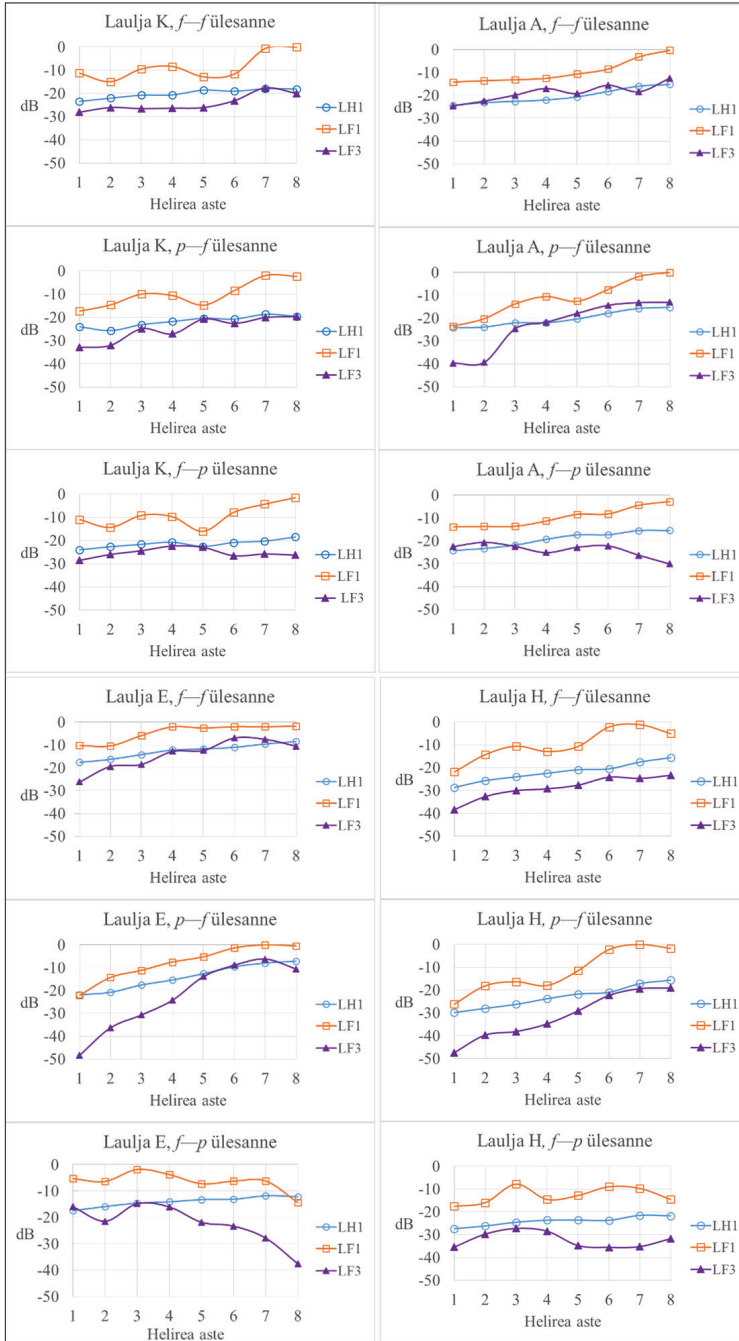 Laulja K, f—f ülesanne
0
-10
-20
-30
-40
-50
dB
1 2 3 4 5 6 7 8
Helirea aste
LH1
LF1
LF3
Laulja A, f—f ülesanne
0
-10
-20
-30
-40
-50
dB
1 2 3 4 5 6 7 8
Helirea aste
LH1
LF1
LF3
Laulja K, p—f ülesanne
0
-10
-20
-30
-40
-50
dB
1 2 3 4 5 6 7 8
Helirea aste
LH1
LF1
LF3
Laulja A, p—f ülesanne
0
-10
-20
-30
-40
-50
dB
1 2 3 4 5 6 7 8
Helirea aste
LH1
LF1
LF3
Laulja K, f—p ülesanne
0
-10
-20
-30
-40
-50
dB
1 2 3 4 5 6 7 8
Helirea aste
LH1
LF1
LF3
Laulja A, f—p ülesanne
0
-10
-20
-30
-40
-50
dB
1 2 3 4 5 6 7 8
Helirea aste
LH1
LF1
LF3
Laulja E, f—f ülesanne
0
-10
-20
-30
-40
-50
dB
1 2 3 4 5 6 7 8
Helirea aste
LH1
LF1
LF3
Laulja H, f—f ülesanne
0
-10
-20
-30
-40
-50
dB
1 2 3 4 5 6 7 8
Helirea aste
LH1
LF1
LF3
Laulja E, p—f ülesanne
0
-10
-20
-30
-40
-50
dB
1 2 3 4 5 6 7 8
Helirea aste
LH1
LF1
LF3
Laulja H, p—f ülesanne
0
-10
-20
-30
-40
-50
dB
1 2 3 4 5 6 7 8
Helirea aste
LH1
LF1
LF3
Laulja E, f—p ülesanne
0
-10
-20
-30
-40
-50
dB
1 2 3 4 5 6 7 8
Helirea aste
LH1
LF1
LF3
Laulja H, f—p ülesanne
0
-10
-20
-30
-40
-50
dB
1 2 3 4 5 6 7 8
Helirea aste
LH1
LF1
LF3